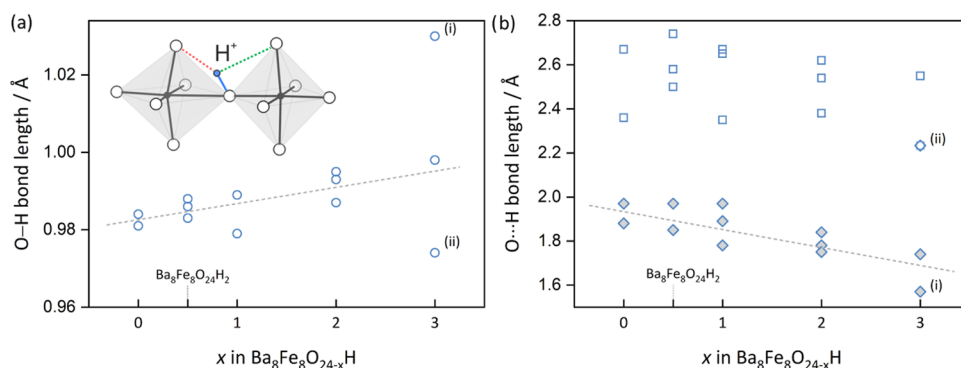 (a)
O–H bond length / Å
1.02
1.00
0.98
0.96
H⁺
(i)
(ii)
Ba₈Fe₈O₂₄H₂
0
1
2
3
x in Ba₈Fe₈O₂₄₋ₓH
(b)
O···H bond length / Å
2.8
2.6
2.4
2.2
2.0
1.8
1.6
(ii)
(i)
Ba₈Fe₈O₂₄H₂
0
1
2
3
x in Ba₈Fe₈O₂₄₋ₓH